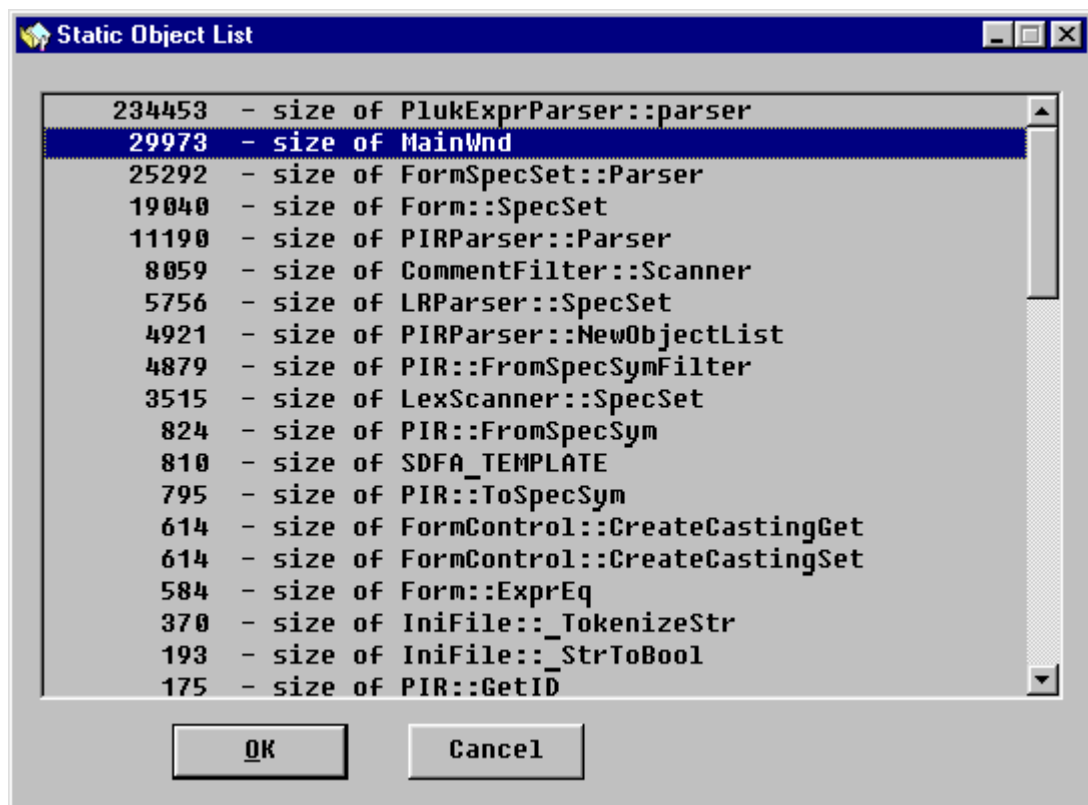 Static Object List
234453 - size of PlukExprParser::parser
29973 - size of MainWnd
25292 - size of FormSpecSet::Parser
19040 - size of Form::SpecSet
11190 - size of PIRParser::Parser
8059 - size of CommentFilter::Scanner
5756 - size of LRParser::SpecSet
4921 - size of PIRParser::NewObjectList
4879 - size of PIR::FromSpecSymFilter
3515 - size of LexScanner::SpecSet
824 - size of PIR::FromSpecSym
810 - size of SDFA_TEMPLATE
795 - size of PIR::ToSpecSym
614 - size of FormControl::CreateCastingGet
614 - size of FormControl::CreateCastingSet
584 - size of Form::ExprEq
370 - size of IniFile::_TokenizeStr
193 - size of IniFile::_StrToBool
175 - size of PIR::GetID
OK Cancel